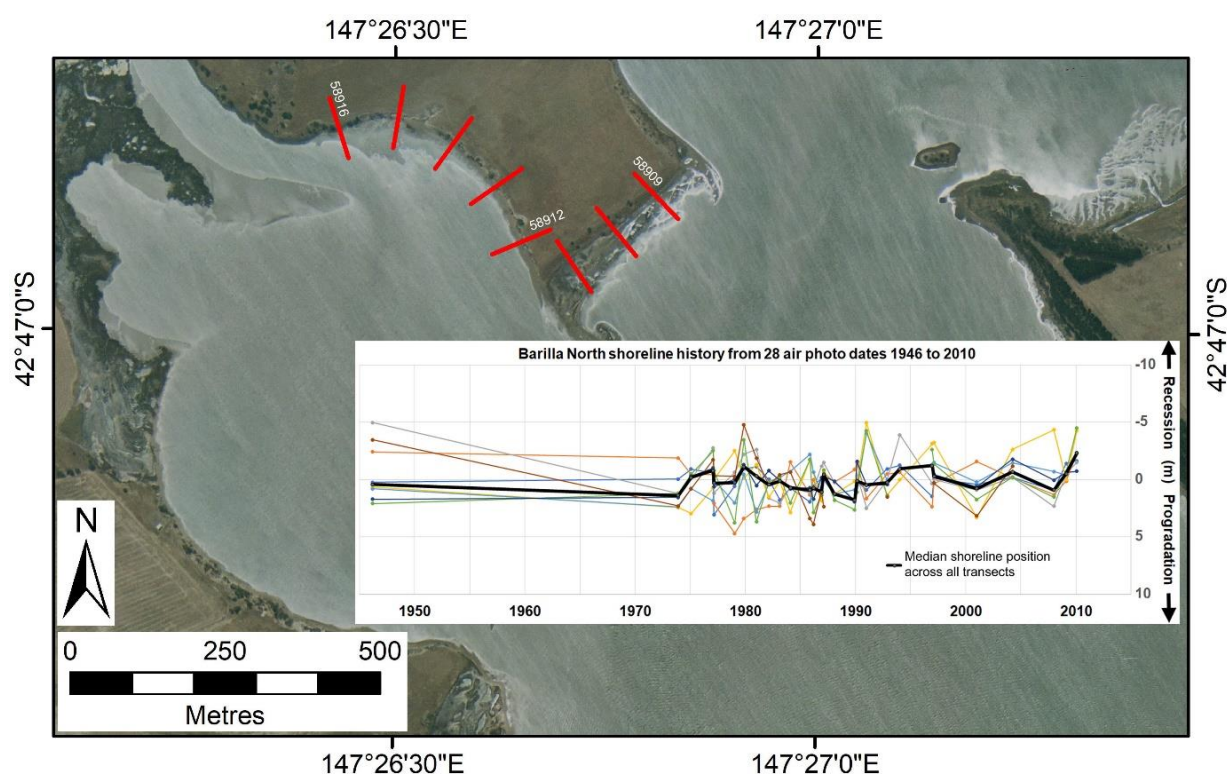 147°26'30"E
147°27'0"E
58916
58909
58912
42°47'0"S
42°47'0"S
Barilla North shoreline history from 28 air photo dates 1946 to 2010
-10
-5
0
5
10
Recession (m) Progradation
Median shoreline position
across all transects
1950 1960 1970 1980 1990 2000 2010
N
0 250 500
Metres
147°26'30"E
147°27'0"E